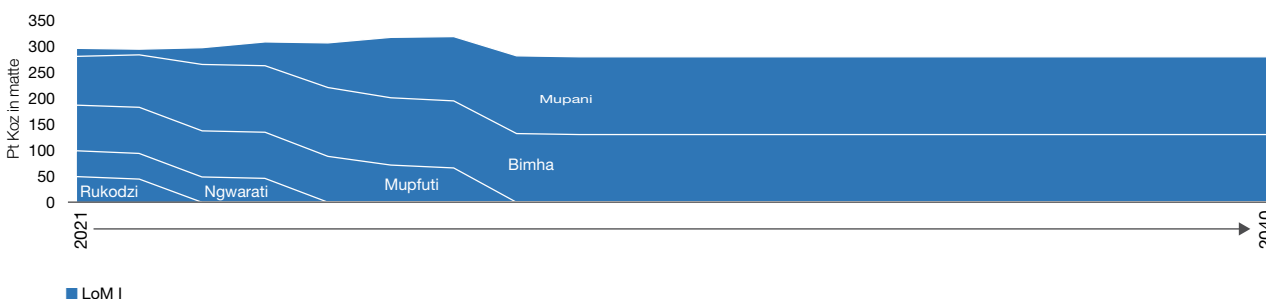 Pt Koz in matte
350
300
250
200
150
100
50
0
Rukodzi
Ngwarati
Mupfuti
Bimha
Mupani
2021
2040
LoM I